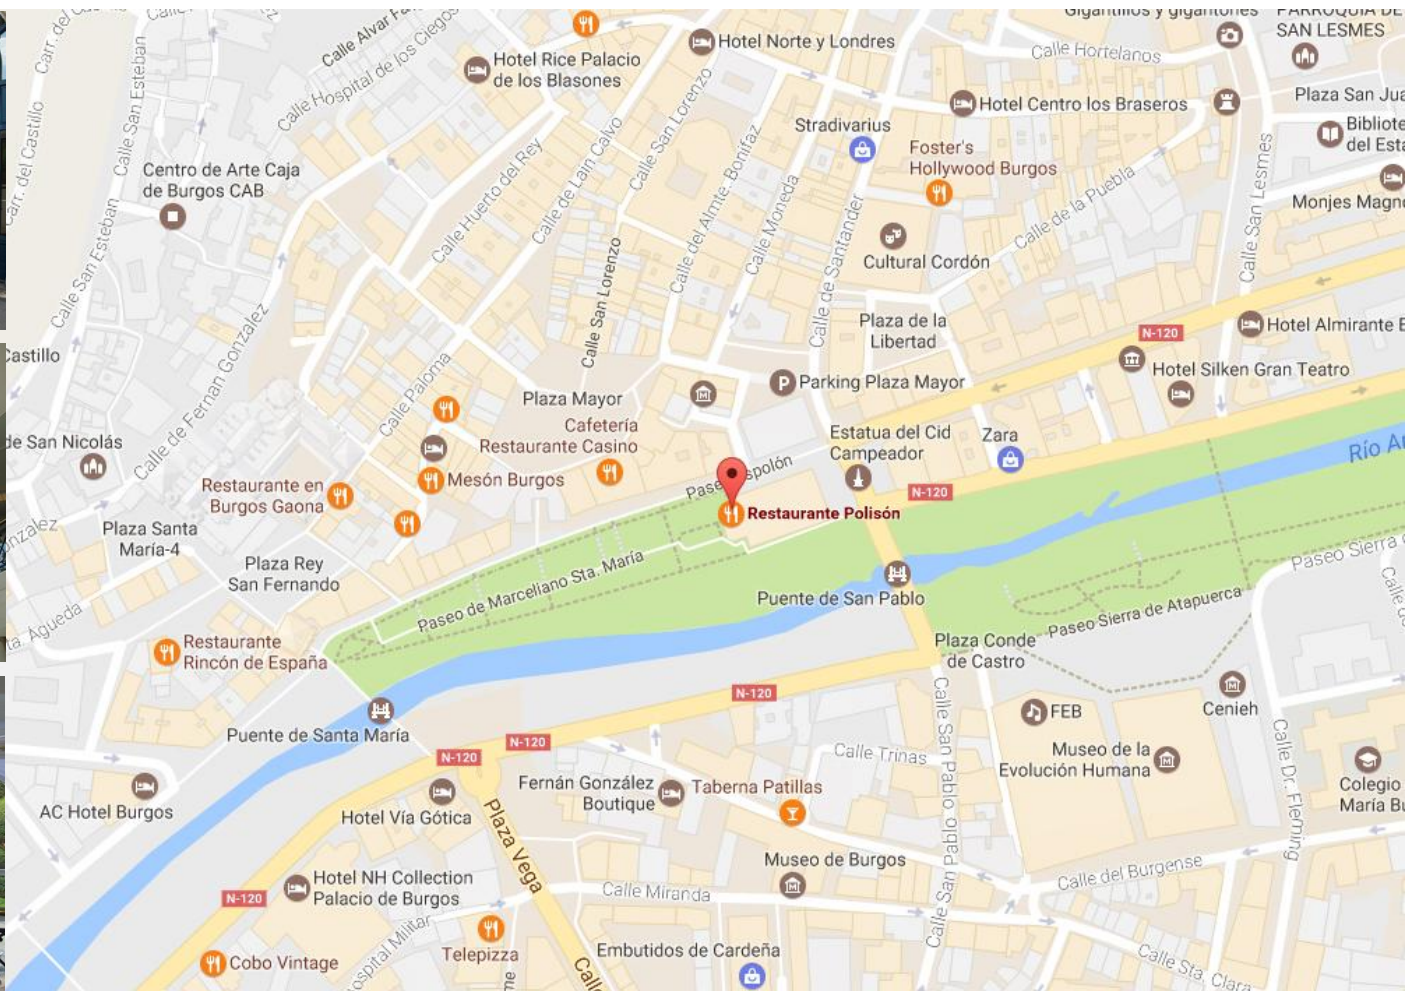 Gigantillos y gigantones
PARROQUIA DE
SAN LESMES
Carr. del Castillo
Calle San Esteban
Calle Hospital de los Ciegos
Hotel Rice Palacio
de los Blasones
Hotel Norte y Londres
Calle Hortelanos
Hotel Centro los Braseros
Plaza San Jua
Stradivarius
Bibliote
del Esta
Foster's
Hollywood Burgos
Centro de Arte Caja
de Burgos CAB
Carr. del Castillo
Calle Huerto del Rey
Calle de Lain Calvo
Calle San Lorenzo
Calle del Almte. Bonifaz
Calle Moneda
Calle de Santander
Calle de la Puebla
Calle San Lesmes
Monjes Magn
Cultural Cordón
Calle San Esteban
Calle San Lorenzo
Calle de Fernan Gonzalez
Plaza de la
Libertad
N-120
Hotel Almirante B
Castillo
Calle Paloma
Plaza Mayor
Parking Plaza Mayor
Hotel Silken Gran Teatro
Cafetería
Restaurante Casino
Estatua del Cid
Campeador
Zara
de San Nicolás
Río Ar
Restaurante en
Burgos Gaona
Mesón Burgos
N-120
Restaurante Polisón
Plaza Santa
María-4
Plaza Rey
San Fernando
Paseo de Marceliano Sta. María
Puente de San Pablo
Paseo Sierra de Atapuerca
Paseo Sierra
Restaurante
Rincón de España
Plaza Conde
de Castro
N-120
Cenieh
FEB
Puente de Santa María
N-120
N-120
Calle Trinas
Museo de la
Evolución Humana
Calle San Pablo
Calle Dr. Fleming
Colegio
María Bu
AC Hotel Burgos
Hotel Vía Gótica
Plaza Vega
Fernán González
Boutique
Taberna Patillas
Museo de Burgos
Calle del Burgense
Hotel NH Collection
Palacio de Burgos
N-120
Calle Miranda
Calle San Pablo
Telepizza
Cobo Vintage
Embutidos de Cardeña
Calle Sta. Clara